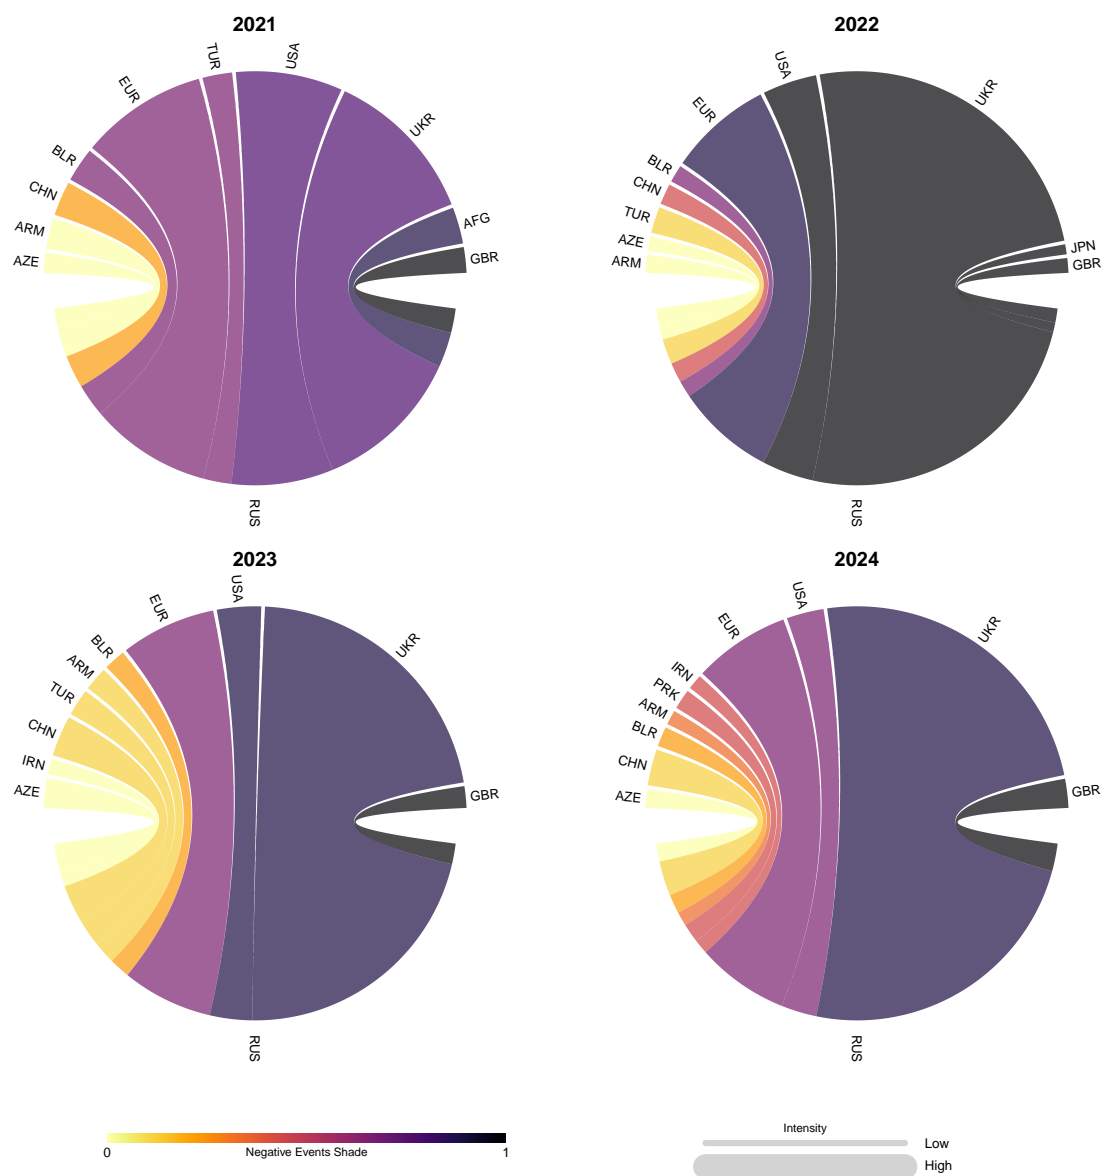 2021
AZE
ARM
CHN
BLR
EUR
TUR
USA
UKR
AFG
GBR
RUS
2022
ARM
AZE
TUR
CHN
BLR
EUR
USA
UKR
JPN
GBR
RUS
2023
AZE
IRN
CHN
TUR
ARM
BLR
EUR
USA
UKR
GBR
RUS
2024
AZE
CHN
BLR
ARM
PRK
IRN
EUR
USA
UKR
GBR
RUS
0
Negative Events Shade
1
Intensity
Low
High